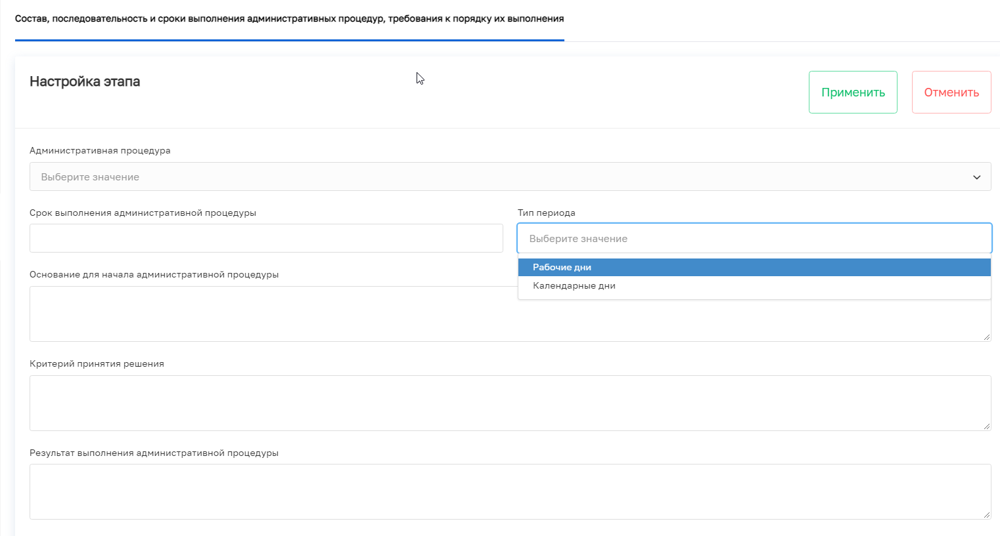 Состав, последовательность и сроки выполнения административных процедур, требования к порядку их выполнения
Настройка этапа
Применить
Отменить
Административная процедура
Выберите значение
Срок выполнения административной процедуры
Тип периода
Выберите значение
Рабочие дни
Календарные дни
Основание для начала административной процедуры
Критерий принятия решения
Результат выполнения административной процедуры